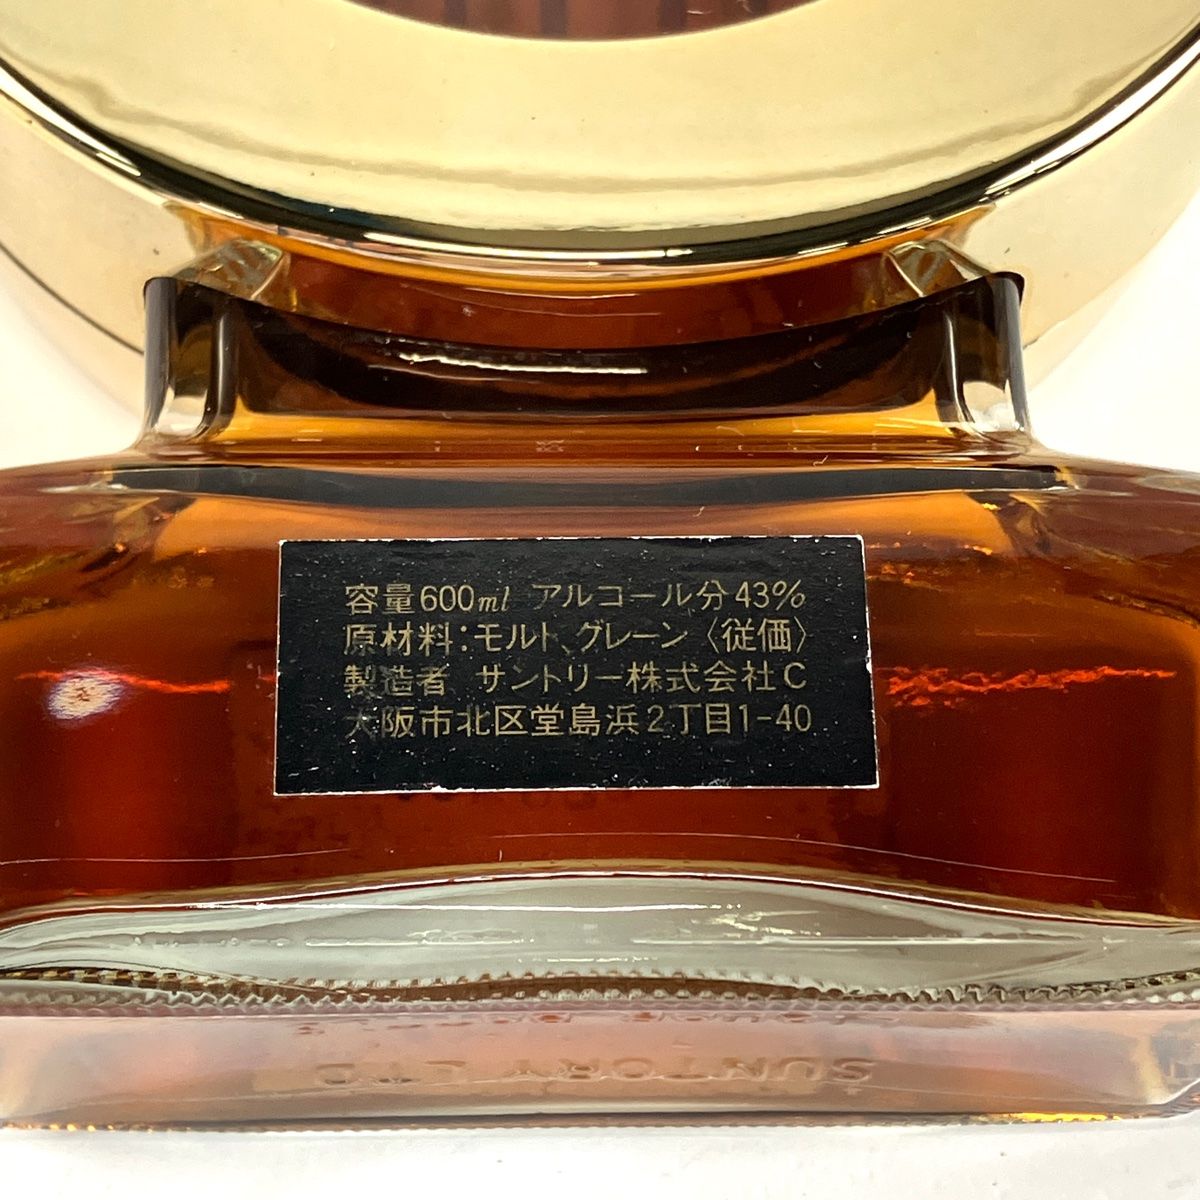 容量600ml アルコール分43%
原材料:モルト、グレーン〈従価〉
製造者 サントリー株式会社C
大阪市北区堂島浜2丁目1-40
SUNTORY LTD